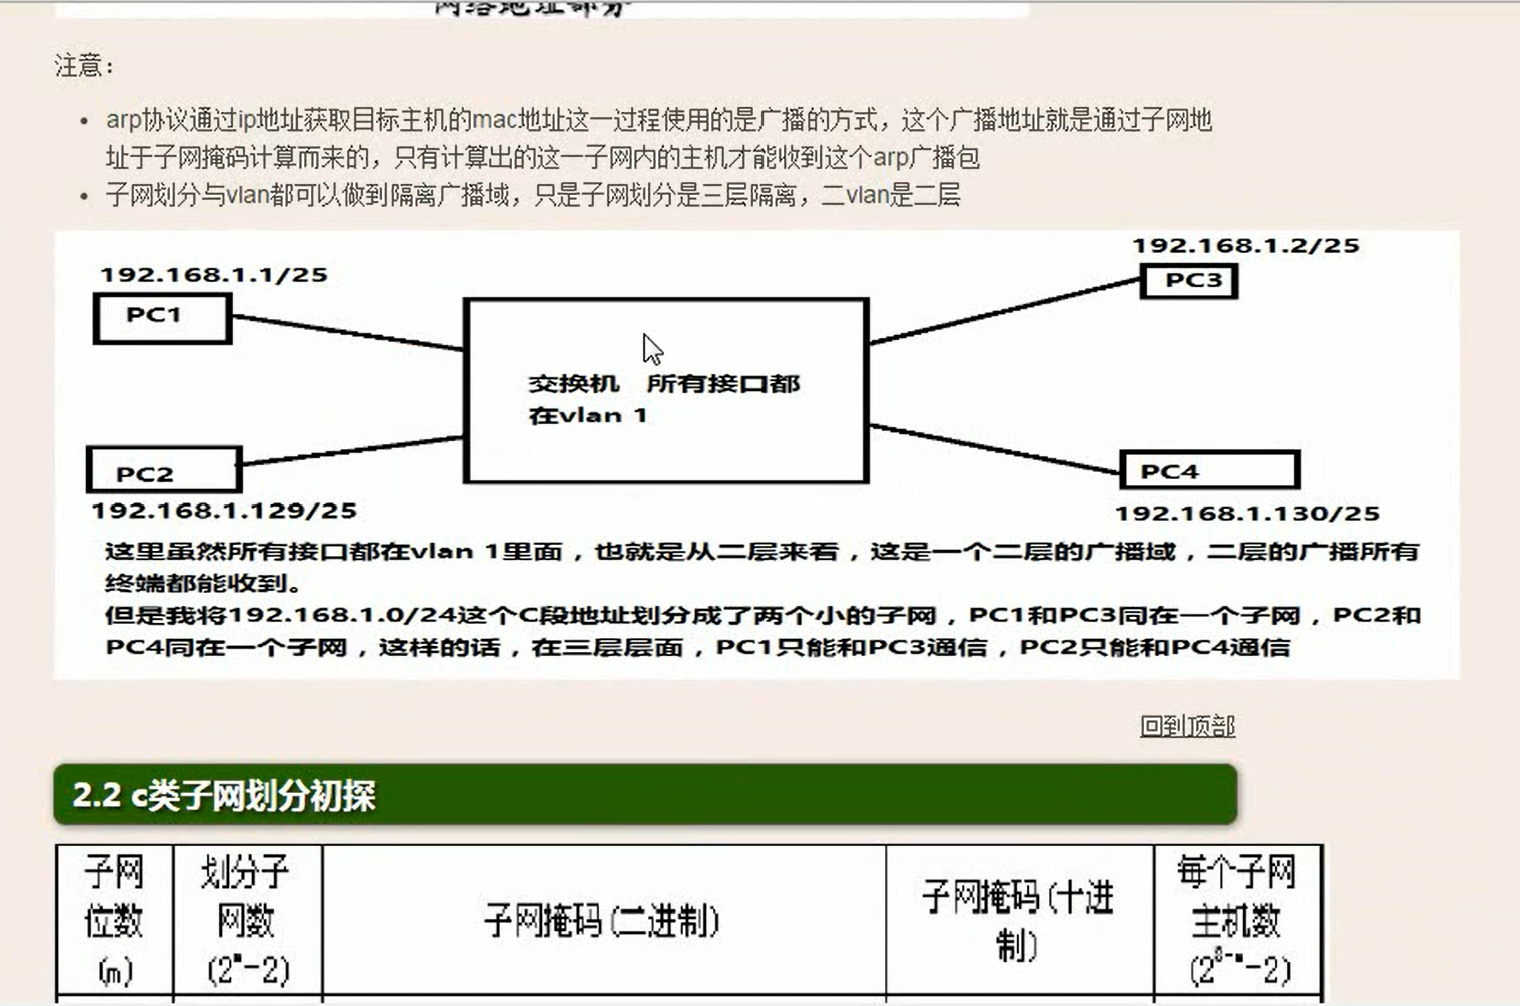 网络地址部分
注意：
• arp协议通过ip地址获取目标主机的mac地址这一过程使用的是广播的方式，这个广播地址就是通过子网地
址于子网掩码计算而来的，只有计算出的这一子网内的主机才能收到这个arp广播包
• 子网划分与vlan都可以做到隔离广播域，只是子网划分是三层隔离，二vlan是二层
192.168.1.1/25
PC1
192.168.1.2/25
PC3
交换机 所有接口都
在vlan 1
PC2
192.168.1.129/25
PC4
192.168.1.130/25
这里虽然所有接口都在vlan 1里面，也就是从二层来看，这是一个二层的广播域，二层的广播所有
终端都能收到。
但是我将192.168.1.0/24这个C段地址划分成了两个小的子网，PC1和PC3同在一个子网，PC2和
PC4同在一个子网，这样的话，在三层层面，PC1只能和PC3通信，PC2只能和PC4通信
回到顶部
2.2 c类子网划分初探
子网
位数
(m)
划分子
网数
(2^m-2)
子网掩码(二进制)
子网掩码(十进
制)
每个子网
主机数
(2^8-m-2)